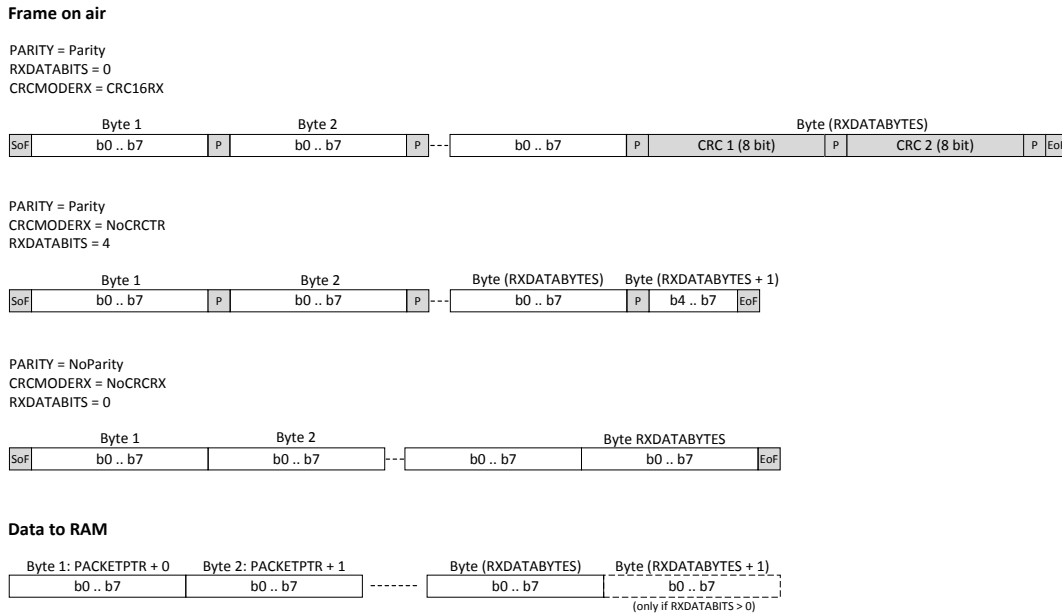 Frame on air
PARITY = Parity
RXDATABITS = 0
CRCMODERX = CRC16RX
Byte 1 Byte 2 Byte (RXDATABYTES)
SoF b0 .. b7 P b0 .. b7 P b0 .. b7 P CRC 1 (8 bit) P CRC 2 (8 bit) P EoF
PARITY = Parity
CRCMODERX = NoCRCTR
RXDATABITS = 4
Byte 1 Byte 2 Byte (RXDATABYTES) Byte (RXDATABYTES + 1)
SoF b0 .. b7 P b0 .. b7 P b0 .. b7 P b4 .. b7 EoF
PARITY = NoParity
CRCMODERX = NoCRCRX
RXDATABITS = 0
Byte 1 Byte 2 Byte RXDATABYTES
SoF b0 .. b7 b0 .. b7 b0 .. b7 b0 .. b7 EoF
Data to RAM
Byte 1: PACKETPTR + 0 Byte 2: PACKETPTR + 1 Byte (RXDATABYTES) Byte (RXDATABYTES + 1)
b0 .. b7 b0 .. b7 b0 .. b7 b0 .. b7
(only if RXDATABITS > 0)